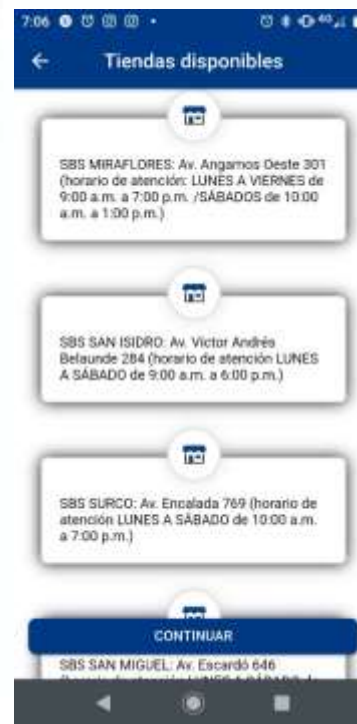 7:06
Tiendas disponibles
SBS MIRAFLORES: Av. Angamos Oeste 301
(horario de atención: LUNES A VIERNES de
9:00 a.m. a 7:00 p.m. /SÁBADOS de 10:00
a.m. a 1:00 p.m.)
SBS SAN ISIDRO: Av. Víctor Andrés
Belaunde 284 (horario de atención LUNES
A SÁBADO de 9:00 a.m. a 6:00 p.m.)
SBS SURCO: Av. Encalada 769 (horario de
atención LUNES A SÁBADO de 10:00 a.m.
a 7:00 p.m.)
CONTINUAR
SBS SAN MIGUEL: Av. Escardó 646